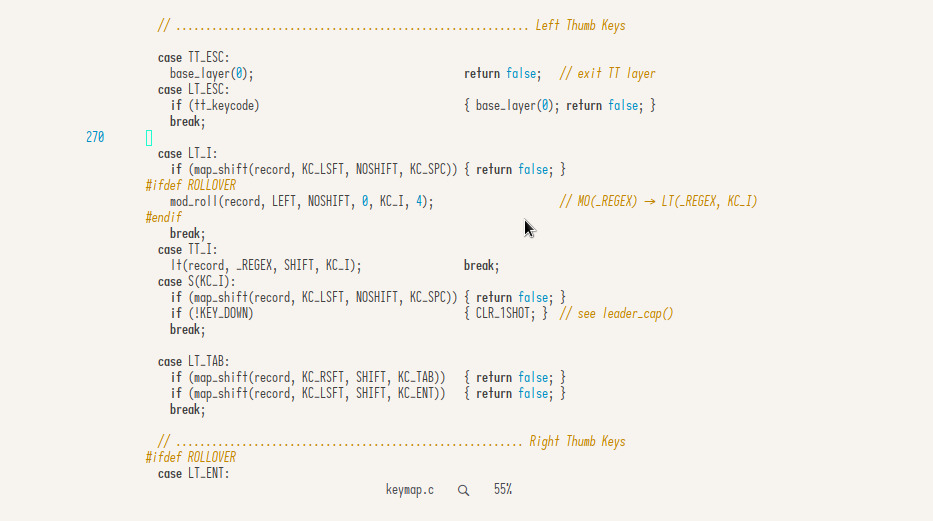 // ........................................................... Left Thumb Keys
case TT_ESC:
base_layer(0); return false; // exit TT layer
case LT_ESC:
if (tt_keycode) { base_layer(0); return false; }
break;
270
case LT_I:
if (map_shift(record, KC_LSFT, NOSHIFT, KC_SPC)) { return false; }
#ifdef ROLLOVER
mod_roll(record, LEFT, NOSHIFT, 0, KC_I, 4); // MO(_REGEX) -> LT(_REGEX, KC_I)
#endif
break;
case TT_I:
lt(record, _REGEX, SHIFT, KC_I); break;
case S(KC_I):
if (map_shift(record, KC_LSFT, NOSHIFT, KC_SPC)) { return false; }
if (!KEY_DOWN) { CLR_1SHOT; } // see leader_cap()
break;
case LT_TAB:
if (map_shift(record, KC_RSFT, SHIFT, KC_TAB)) { return false; }
if (map_shift(record, KC_LSFT, SHIFT, KC_ENT)) { return false; }
break;
// .......................................................... Right Thumb Keys
#ifdef ROLLOVER
case LT_ENT:
keymap.c 55%